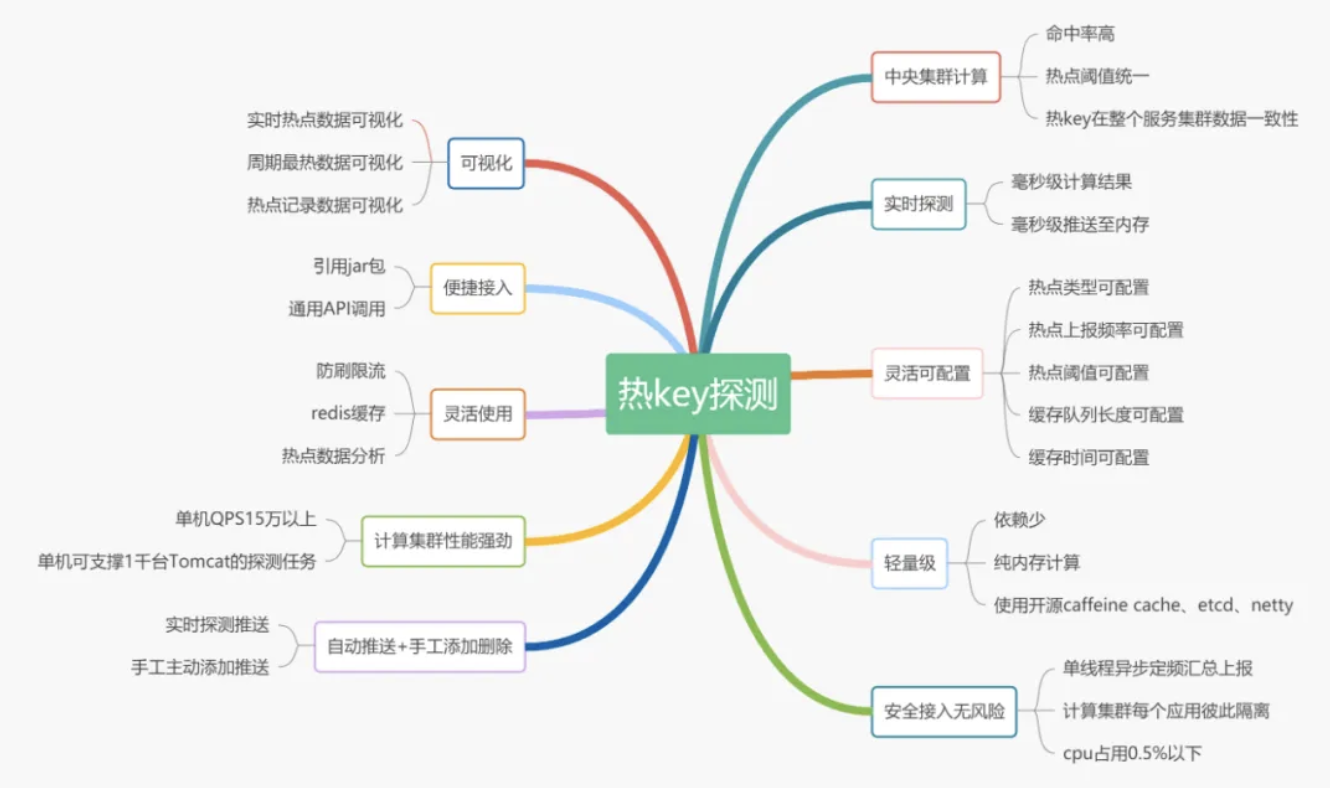 热key探测
中央集群计算
命中率高
热点阈值统一
热key在整个服务集群数据一致性
实时探测
毫秒级计算结果
毫秒级推送至内存
灵活可配置
热点类型可配置
热点上报频率可配置
热点阈值可配置
缓存队列长度可配置
缓存时间可配置
轻量级
依赖少
纯内存计算
使用开源caffeine cache、etcd、netty
安全接入无风险
单线程异步定频汇总上报
计算集群每个应用彼此隔离
cpu占用0.5%以下
可视化
实时热点数据可视化
周期最热数据可视化
热点记录数据可视化
便捷接入
引用jar包
通用API调用
灵活使用
防刷限流
redis缓存
热点数据分析
计算集群性能强劲
单机QPS15万以上
单机可支撑1千台Tomcat的探测任务
自动推送+手工添加删除
实时探测推送
手工主动添加推送